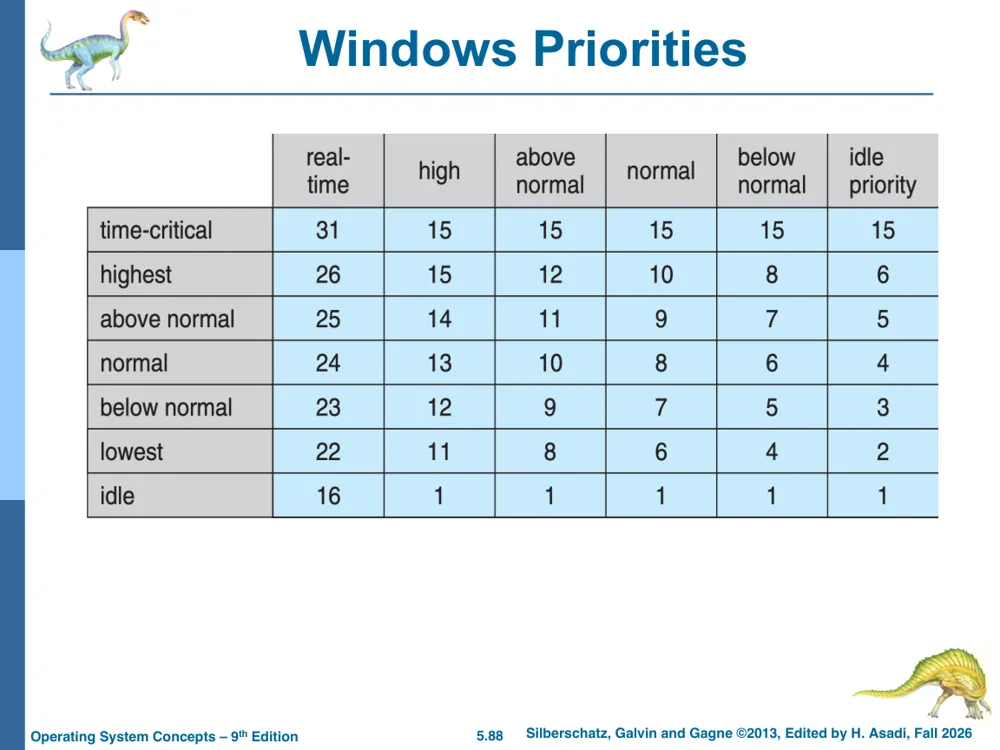 Windows Priorities
real-time high above normal normal below normal idle priority
time-critical 31 15 15 15 15 15
highest 26 15 12 10 8 6
above normal 25 14 11 9 7 5
normal 24 13 10 8 6 4
below normal 23 12 9 7 5 3
lowest 22 11 8 6 4 2
idle 16 1 1 1 1 1
Operating System Concepts – 9th Edition 5.88 Silberschatz, Galvin and Gagne ©2013, Edited by H. Asadi, Fall 2026